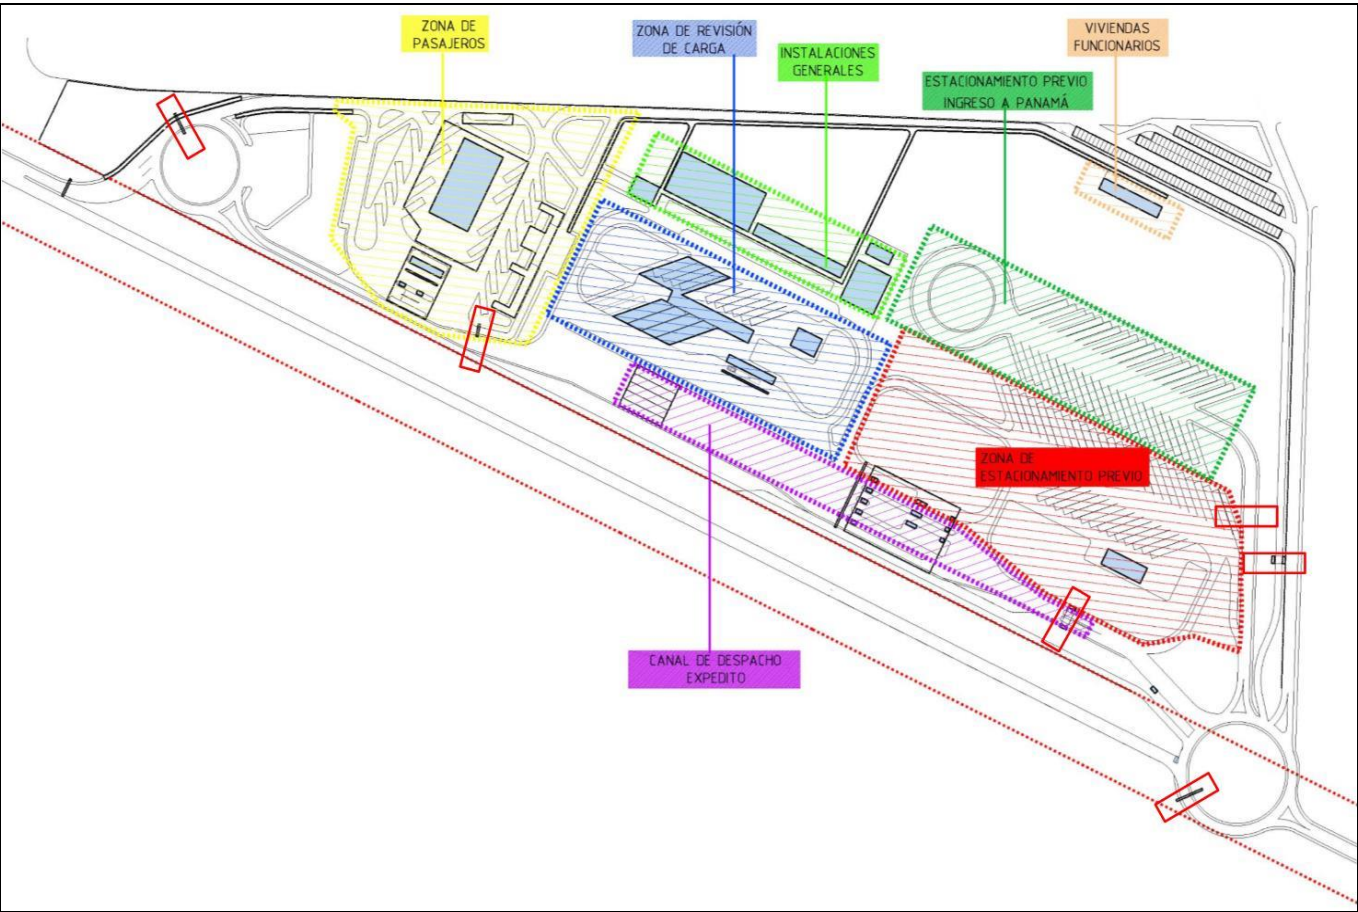 ZONA DE
PASAJEROS
ZONA DE REVISIÓN
DE CARGA
INSTALACIONES
GENERALES
VIVIENDAS
FUNCIONARIOS
ESTACIONAMIENTO PREVIO
INGRESO A PANAMÁ
ZONA DE
ESTACIONAMIENTO PREVIO
CANAL DE DESPACHO
EXPEDITO